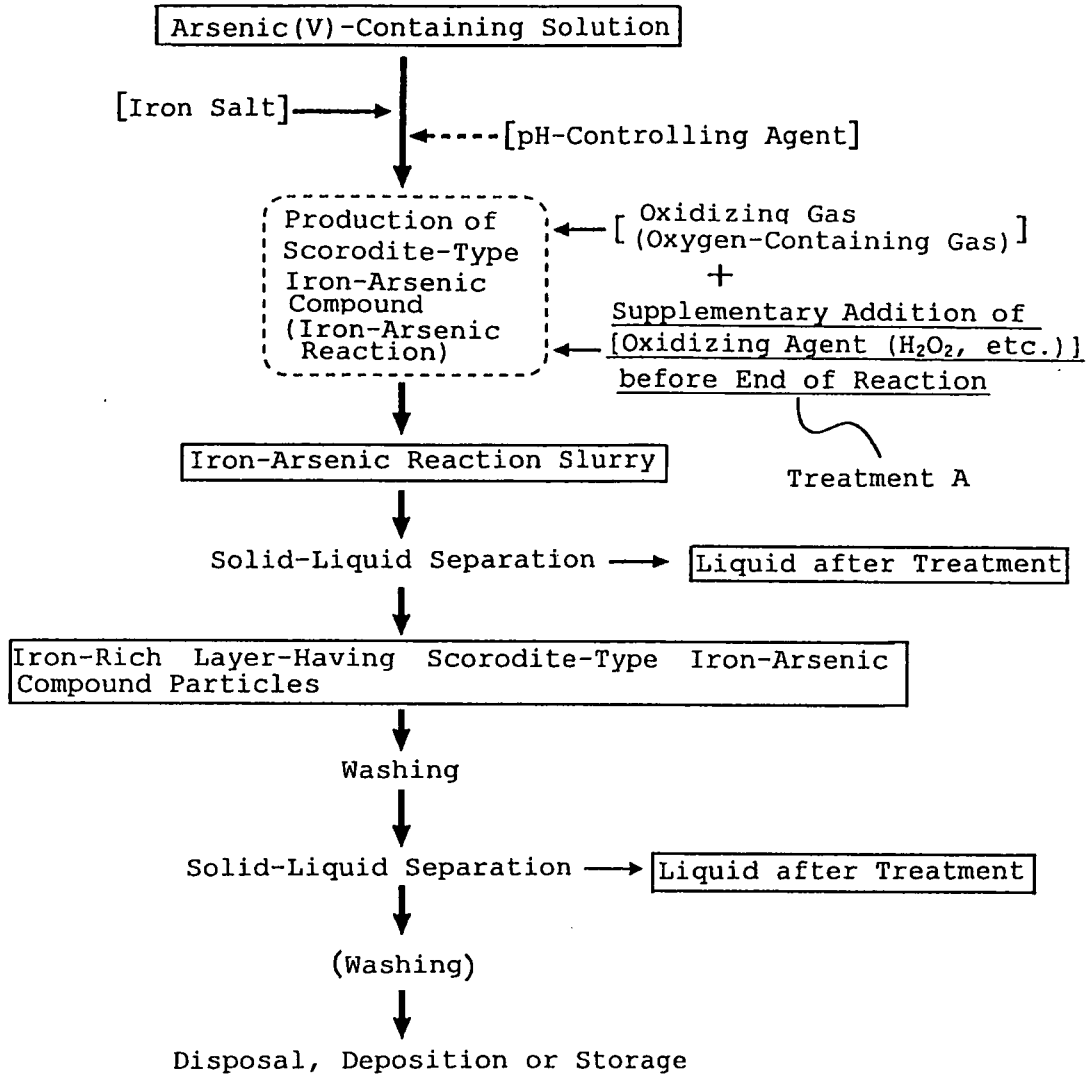 Arsenic(V)-Containing Solution
[Iron Salt]
[pH-Controlling Agent]
Production of
Scorodite-Type
Iron-Arsenic
Compound
(Iron-Arsenic
Reaction)
[Oxidizing Gas
(Oxygen-Containing Gas)]
+
Supplementary Addition of
[Oxidizing Agent (H₂O₂, etc.)]
before End of Reaction
Treatment A
Iron-Arsenic Reaction Slurry
Solid-Liquid Separation
Liquid after Treatment
Iron-Rich Layer-Having Scorodite-Type Iron-Arsenic
Compound Particles
Washing
Solid-Liquid Separation
Liquid after Treatment
(Washing)
Disposal, Deposition or Storage